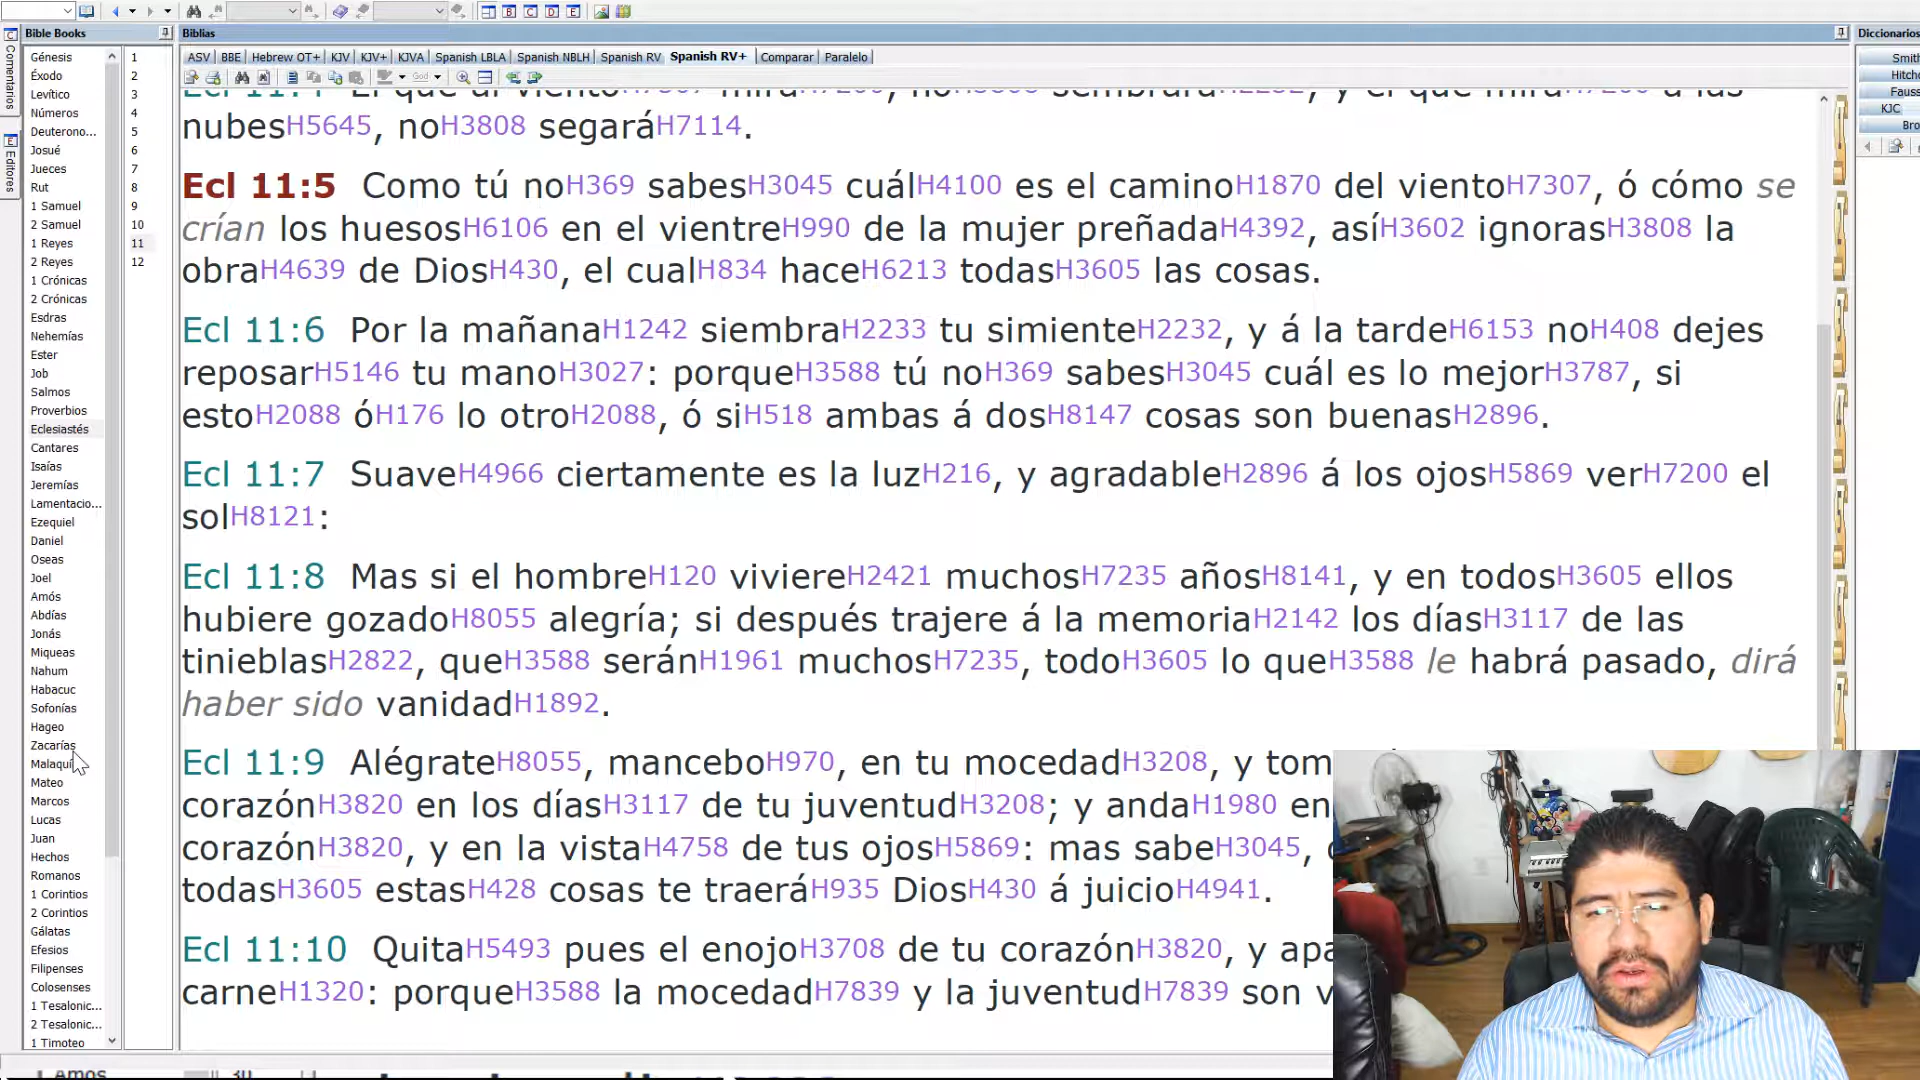 Bible Books
Biblias
Diccionarios
ASV BBE Hebrew OT+ KJV KJV+ KJVA Spanish LBLA Spanish NBLH Spanish RV Spanish RV+ Comparar Paralelo
Comentarios
Editores
Génesis
Éxodo
Levítico
Números
Deuterono...
Josué
Jueces
Rut
1 Samuel
2 Samuel
1 Reyes
2 Reyes
1 Crónicas
2 Crónicas
Esdras
Nehemías
Ester
Job
Salmos
Proverbios
Eclesiastés
Cantares
Isaías
Jeremías
Lamentacio...
Ezequiel
Daniel
Oseas
Joel
Amós
Abdías
Jonás
Miqueas
Nahum
Habacuc
Sofonías
Hageo
Zacarías
Malaquí
Mateo
Marcos
Lucas
Juan
Hechos
Romanos
1 Corintios
2 Corintios
Gálatas
Efesios
Filipenses
Colosenses
1 Tesalonic...
2 Tesalonic...
1 Timoteo
1
2
3
4
5
6
7
8
9
10
11
12
nubesH5645, noH3808 segaráH7114.
Ecl 11:5 Como tú noH369 sabesH3045 cuálH4100 es el caminoH1870 del vientoH7307, ó cómo se
crían los huesosH6106 en el vientreH990 de la mujer preñadaH4392, asíH3602 ignorasH3808 la
obraH4639 de DiosH430, el cualH834 haceH6213 todasH3605 las cosas.
Ecl 11:6 Por la mañanaH1242 siembraH2233 tu simienteH2232, y á la tardeH6153 noH408 dejes
reposarH5146 tu manoH3027: porqueH3588 tú noH369 sabesH3045 cuál es lo mejorH3787, si
estoH2088 óH176 lo otroH2088, ó siH518 ambas á dosH8147 cosas son buenasH2896.
Ecl 11:7 SuaveH4966 ciertamente es la luzH216, y agradableH2896 á los ojosH5869 verH7200 el
solH8121:
Ecl 11:8 Mas si el hombreH120 viviereH2421 muchosH7235 añosH8141, y en todosH3605 ellos
hubiere gozadoH8055 alegría; si después trajere á la memoriaH2142 los díasH3117 de las
tinieblasH2822, queH3588 seránH1961 muchosH7235, todoH3605 lo queH3588 le habrá pasado, dirá
haber sido vanidadH1892.
Ecl 11:9 AlégrateH8055, manceboH970, en tu mocedadH3208, y tom
corazónH3820 en los díasH3117 de tu juventudH3208; y andaH1980 en
corazónH3820, y en la vistaH4758 de tus ojosH5869: mas sabeH3045,
todasH3605 estasH428 cosas te traeráH935 DiosH430 á juicioH4941.
Ecl 11:10 QuitaH5493 pues el enojoH3708 de tu corazónH3820, y apa
carneH1320: porqueH3588 la mocedadH7839 y la juventudH7839 son v
Smith
Hitchc
Fauss
KJC
Bro